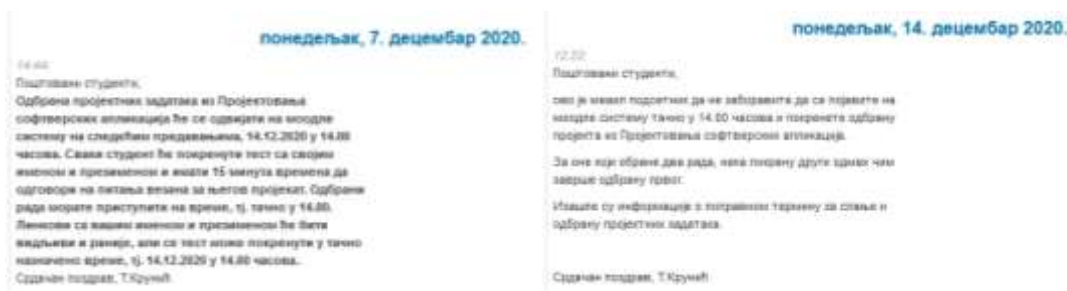 понедељак, 7. децембар 2020.
Поштовани студенти,
Одбрана пројектних задатака из Пројектовања
софтверских апликација ће се одвијати на моодле
систему на следећим предавањима, 14.12.2020 у 14.00
часова. Сваки студент ће покренути тест са својим
именом и презименом и имати 15 минута времена да
одговори на питања везана за његов пројекат. Одбрани
рада морате приступити на време, тј. тачно у 14.00.
Линкови са вашим именом и презименом ће бити
видљиви и раније, али се тест може покренути у тачно
назначено време, тј. 14.12.2020 у 14.00 часова.
Срдачан поздрав, Т.Крунић
понедељак, 14. децембар 2020.
12:22
Поштовани студенти,
ово је мејл подсетник да не заборавите да се појавите на
моодле систему тачно у 14.00 часова и покренете одбрану
пројекта из Пројектовања софтверских апликација.
За оне који бране два рада, нека покрену други одмах чим
заврше одбрану првог.
Изашле су информације о поправном термину за слање и
одбрану пројектних задатака.
Срдачан поздрав, Т.Крунић